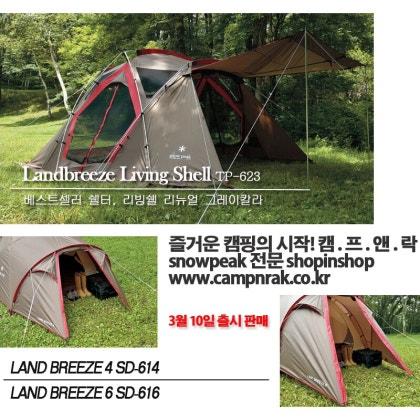 Landbreeze Living Shell TP-623
베스트셀러 쉘터, 리빙쉘 리뉴얼 그레이칼라
즐거운 캠핑의 시작! 캠.프.앤.락
snowpeak 전문 shopinshop
www.campnrak.co.kr
3월 10일 출시 판매
LAND BREEZE 4 SD-614
LAND BREEZE 6 SD-616